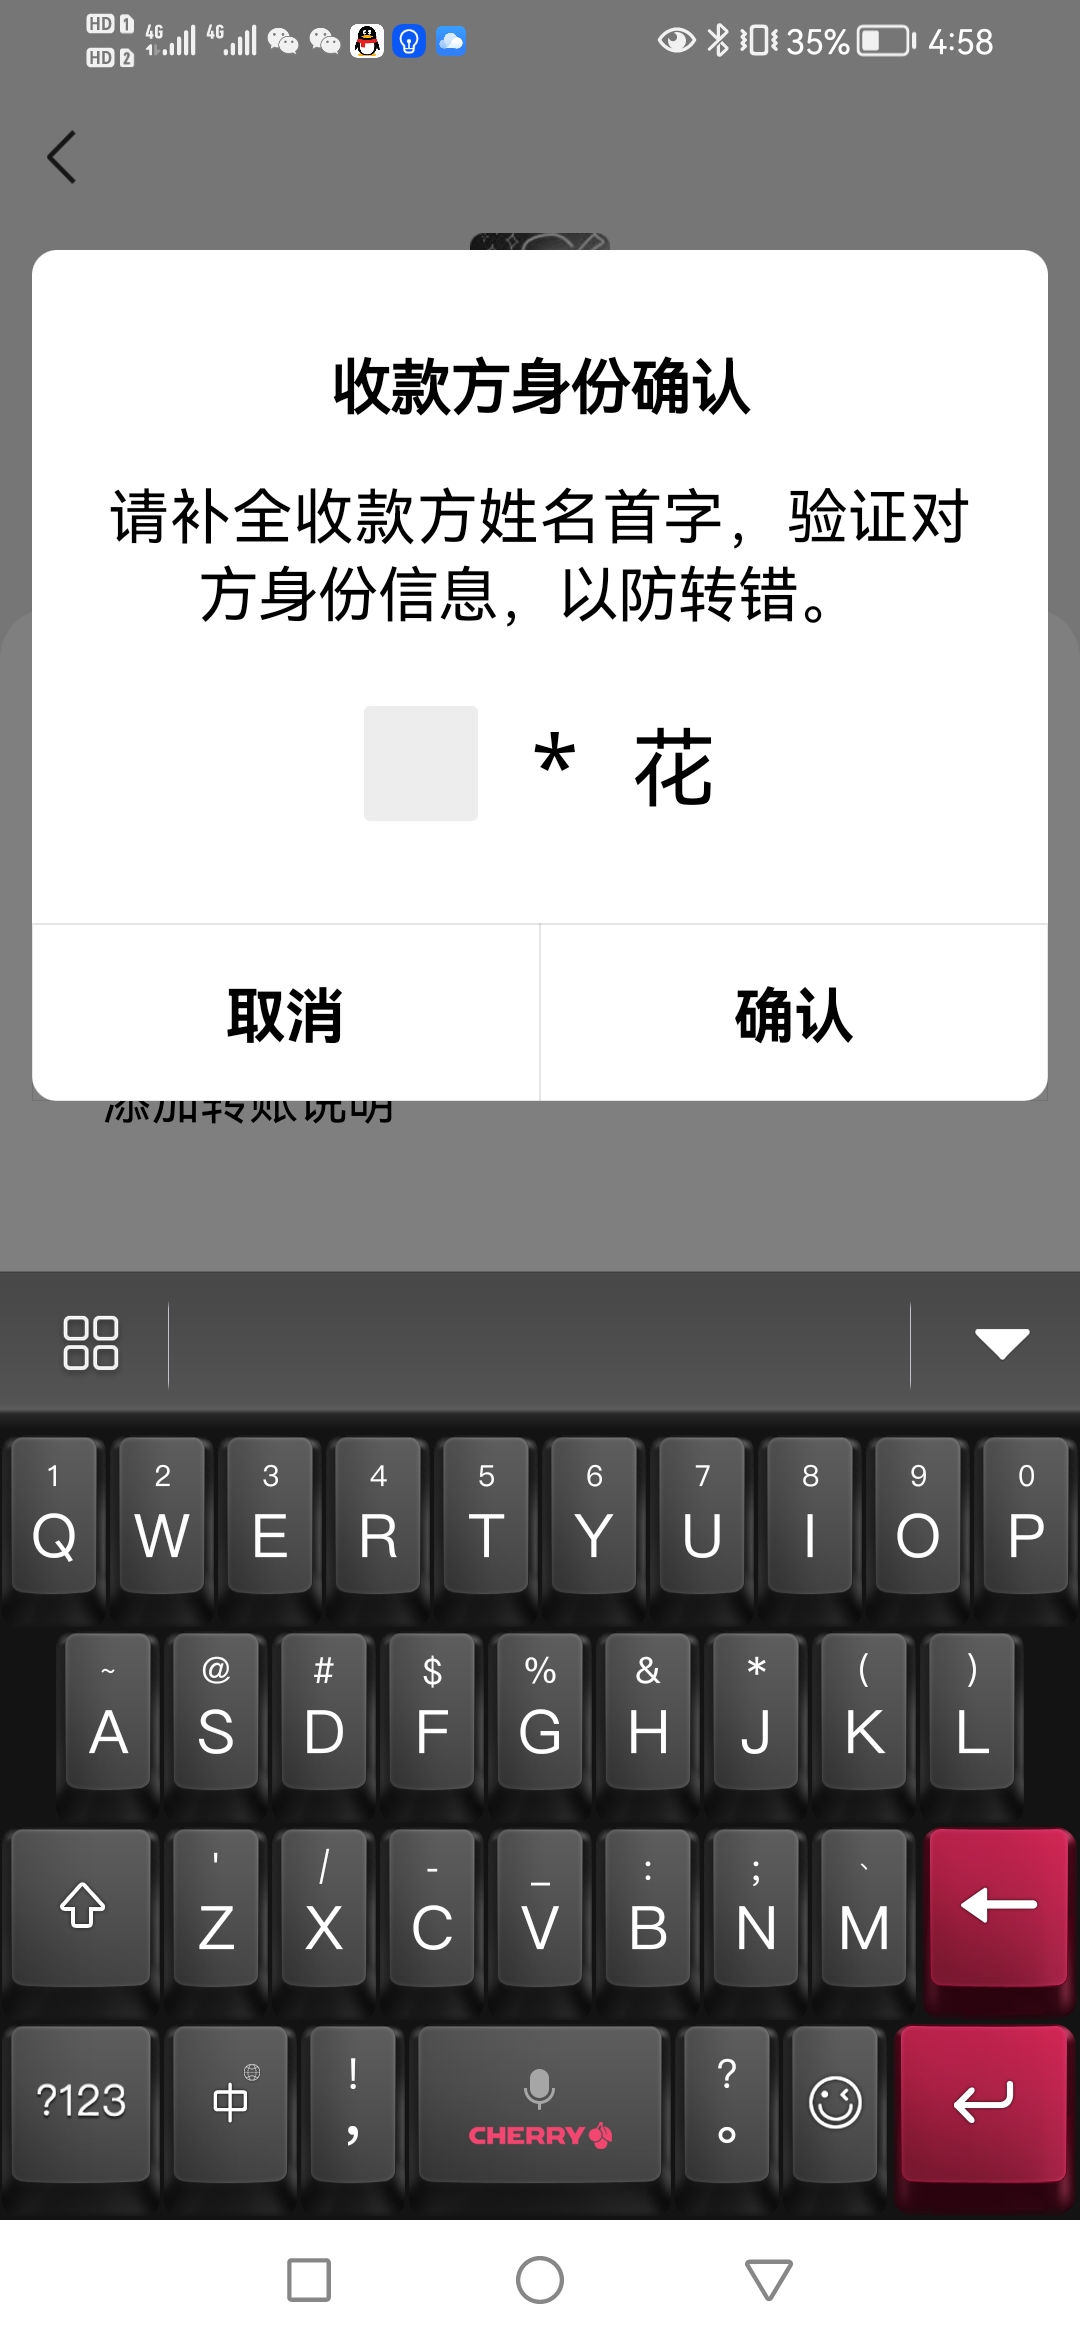 HD 1 4G 4G 35% 4:58
HD 2
收款方身份确认
请补全收款方姓名首字，验证对
方身份信息，以防转错。
* 花
取消 确认
添加转账说明
1 2 3 4 5 6 7 8 9 0
Q W E R T Y U I O P
~ @ # $ % & * ( )
A S D F G H J K L
' / - _ : ; `
Z X C V B N M
! ?
?123 中 , 。
CHERRY